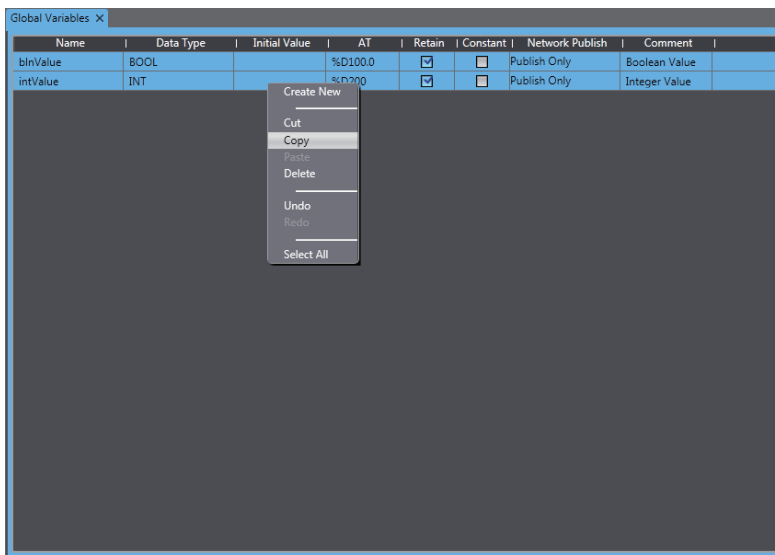 Global Variables X
Name | Data Type | Initial Value | AT | Retain | Constant | Network Publish | Comment |
blnValue BOOL %D100.0 Publish Only Boolean Value
intValue INT %D200 Publish Only Integer Value
Create New
Cut
Copy
Paste
Delete
Undo
Redo
Select All